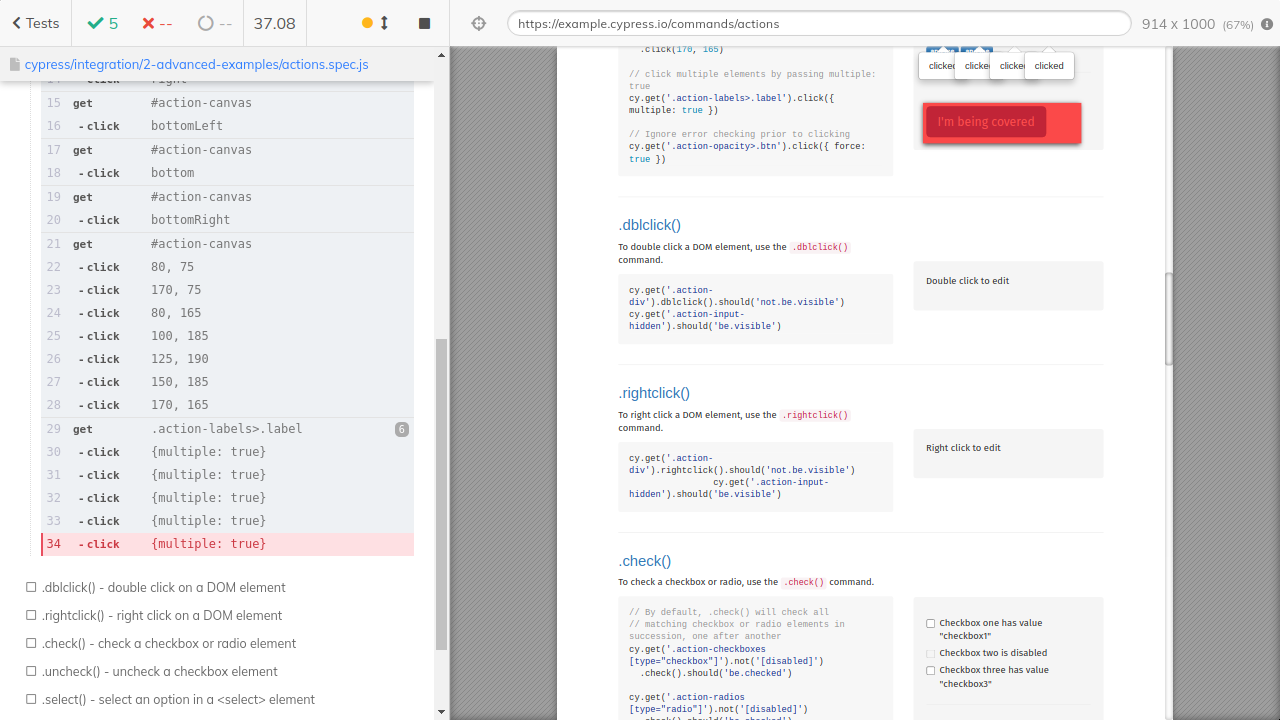 Tests
5
--
--
37.08
https://example.cypress.io/commands/actions
914 x 1000 (67%)
cypress/integration/2-advanced-examples/actions.spec.js
15 get #action-canvas
16 -click bottomLeft
17 get #action-canvas
18 -click bottom
19 get #action-canvas
20 -click bottomRight
21 get #action-canvas
22 -click 80, 75
23 -click 170, 75
24 -click 80, 165
25 -click 100, 185
26 -click 125, 190
27 -click 150, 185
28 -click 170, 165
29 get .action-labels>.label 6
30 -click {multiple: true}
31 -click {multiple: true}
32 -click {multiple: true}
33 -click {multiple: true}
34 -click {multiple: true}
.dblclick() - double click on a DOM element
.rightclick() - right click on a DOM element
.check() - check a checkbox or radio element
.uncheck() - uncheck a checkbox element
.select() - select an option in a <select> element
.click(170, 165)
// click multiple elements by passing multiple:
true
cy.get('.action-labels>.label').click({
multiple: true })
// Ignore error checking prior to clicking
cy.get('.action-opacity>.btn').click({ force:
true })
clicked clicked clicked clicked
I'm being covered
.dblclick()
To double click a DOM element, use the .dblclick()
command.
cy.get('.action-
div').dblclick().should('not.be.visible')
cy.get('.action-input-
hidden').should('be.visible')
Double click to edit
.rightclick()
To right click a DOM element, use the .rightclick()
command.
cy.get('.action-
div').rightclick().should('not.be.visible')
cy.get('.action-input-
hidden').should('be.visible')
Right click to edit
.check()
To check a checkbox or radio, use the .check() command.
// By default, .check() will check all
// matching checkbox or radio elements in
succession, one after another
cy.get('.action-checkboxes
[type="checkbox"]').not('[disabled]')
.check().should('be.checked')
cy.get('.action-radios
[type="radio"]').not('[disabled]')
.check().should('be.checked')
Checkbox one has value
"checkbox1"
Checkbox two is disabled
Checkbox three has value
"checkbox3"